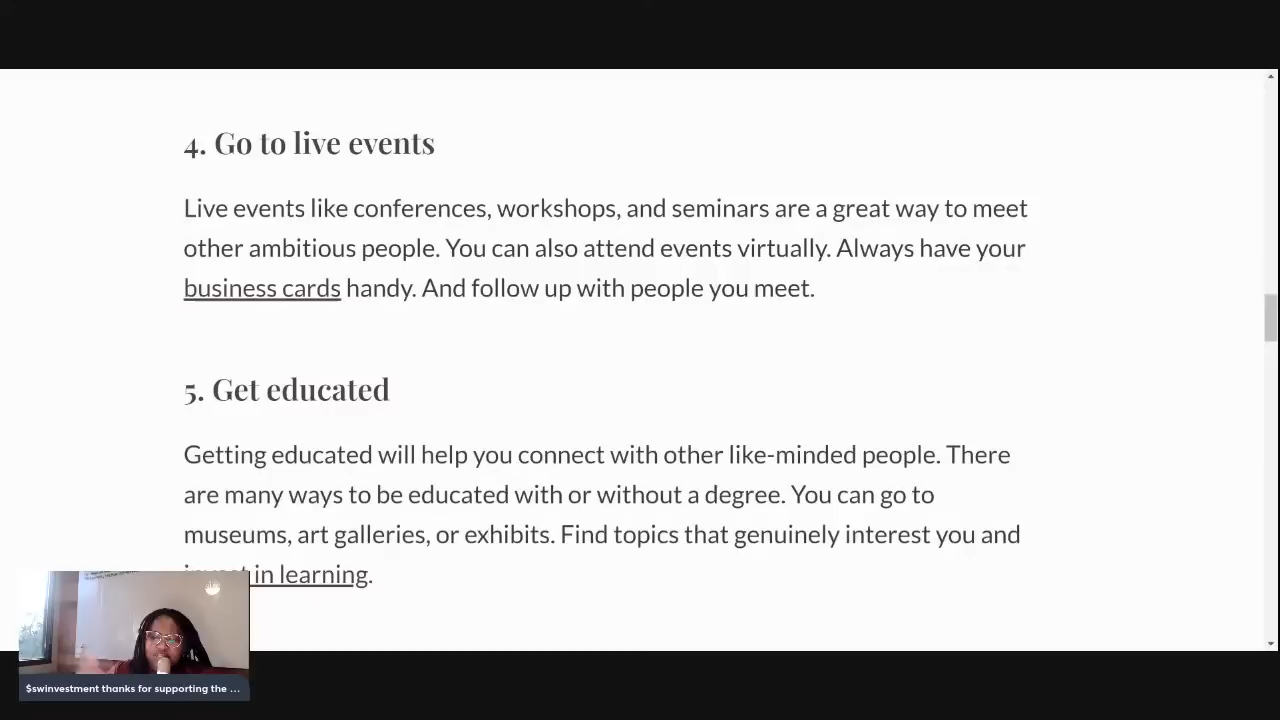 4. Go to live events
Live events like conferences, workshops, and seminars are a great way to meet
other ambitious people. You can also attend events virtually. Always have your
business cards handy. And follow up with people you meet.
5. Get educated
Getting educated will help you connect with other like-minded people. There
are many ways to be educated with or without a degree. You can go to
museums, art galleries, or exhibits. Find topics that genuinely interest you and
in learning.
$swinvestment thanks for supporting the ...